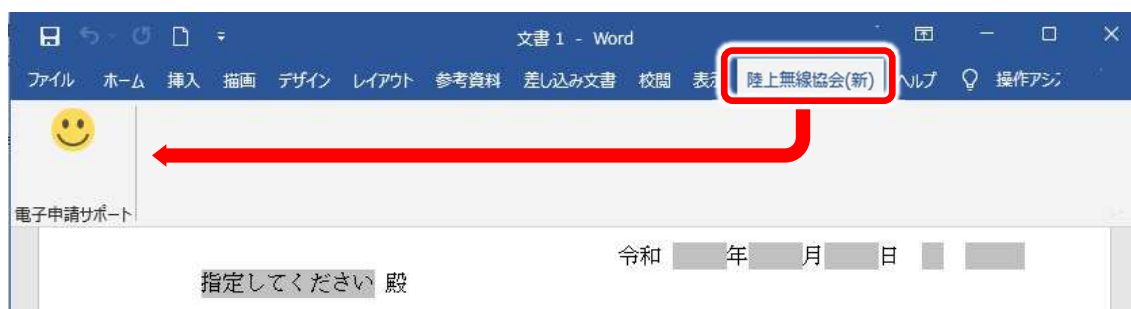 文書 1 - Word
ファイル ホーム 挿入 描画 デザイン レイアウト 参考資料 差し込み文書 校閲 表示 陸上無線協会(新) ヘルプ 操作アシ
電子申請サポート
令和 年 月 日
指定してください 殿